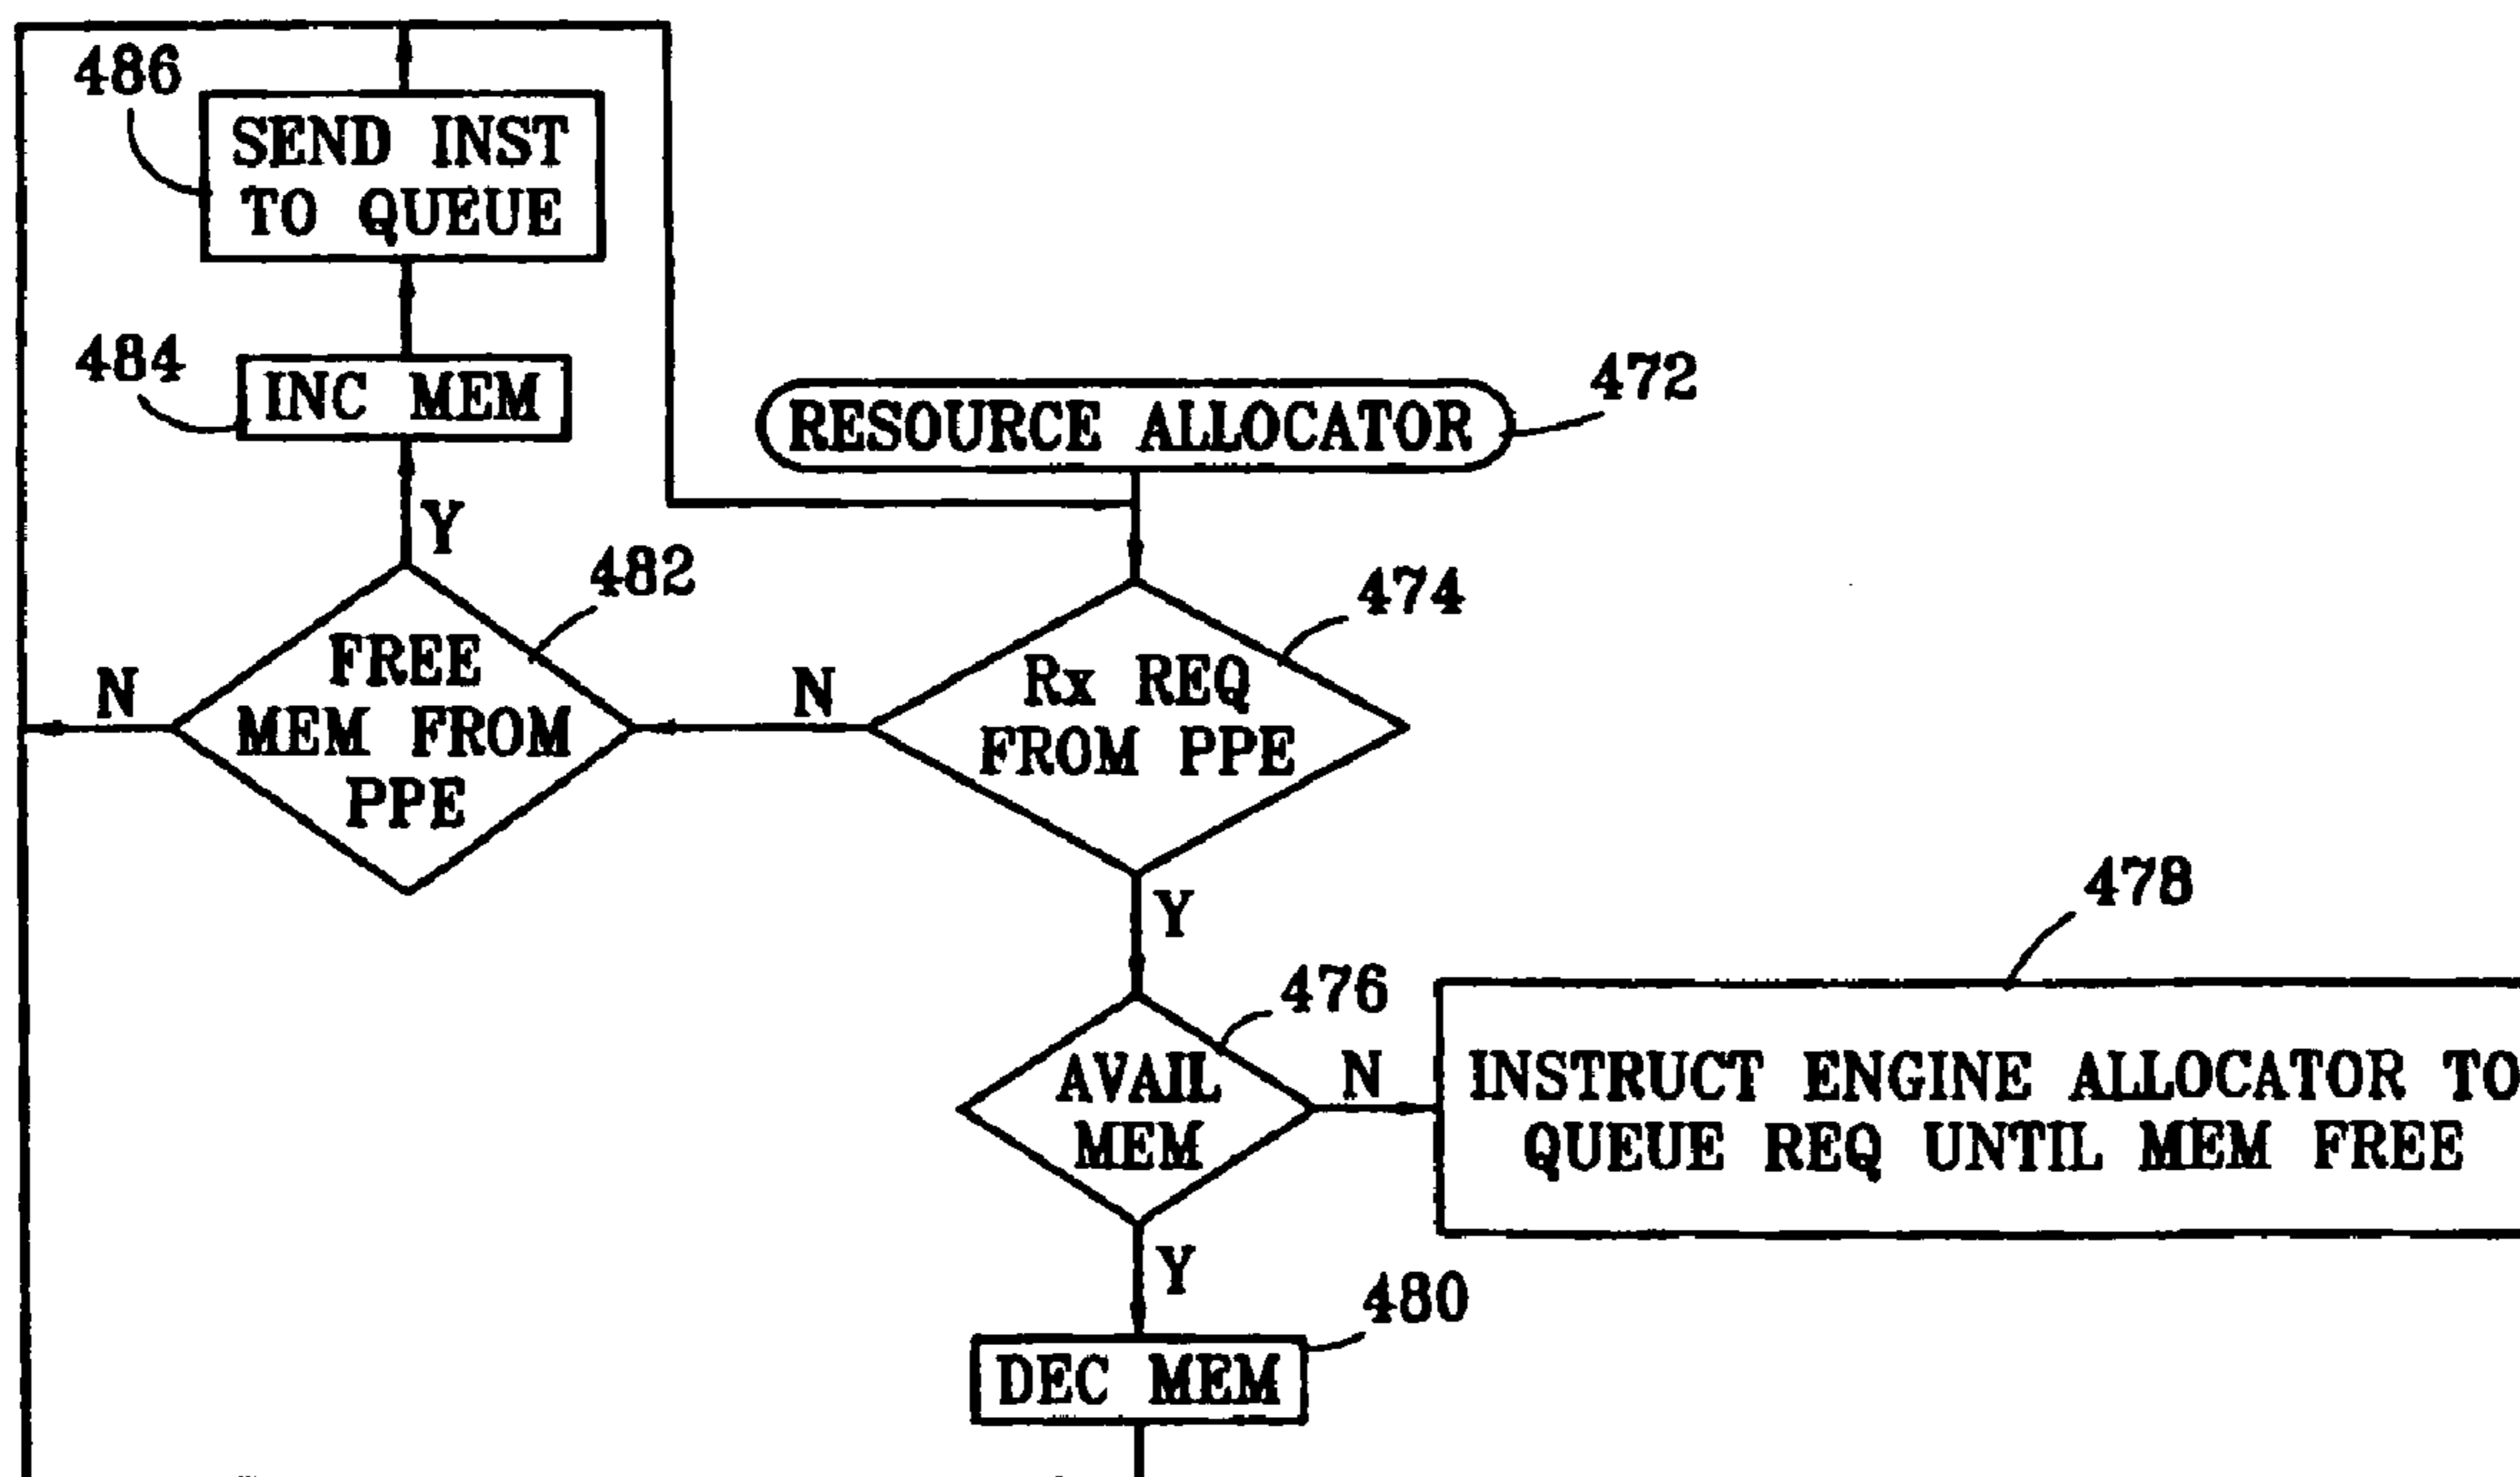 486
SEND INST
TO QUEUE
484
INC MEM
472
RESOURCE ALLOCATOR
Y
482
474
FREE
MEM FROM
PPE
N
N
Rx REQ
FROM PPE
Y
478
476
AVAIL
MEM
N
INSTRUCT ENGINE ALLOCATOR TO
QUEUE REQ UNTIL MEM FREE
Y
480
DEC MEM